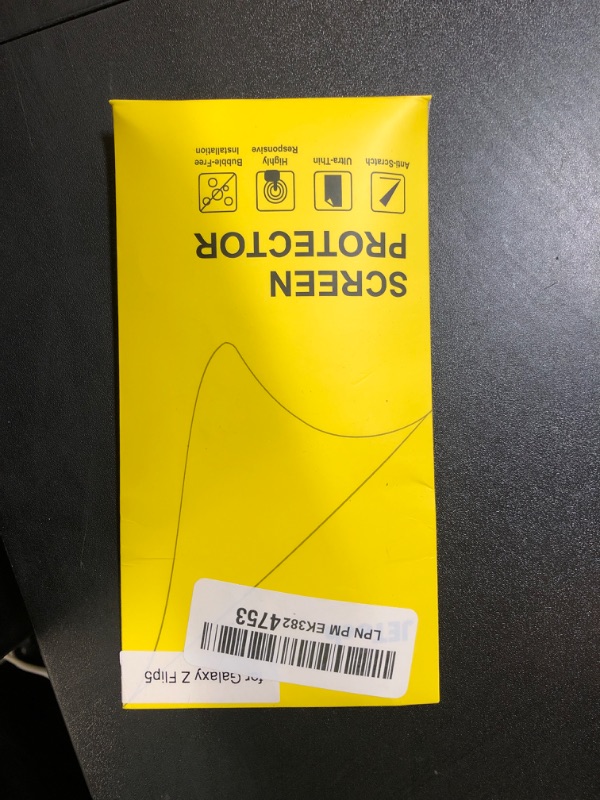 for Galaxy Z Flip5
LPN PM EK3824753
SCREEN
PROTECTOR
Anti-Scratch
Ultra-Thin
Highly
Responsive
Bubble-Free
Installation